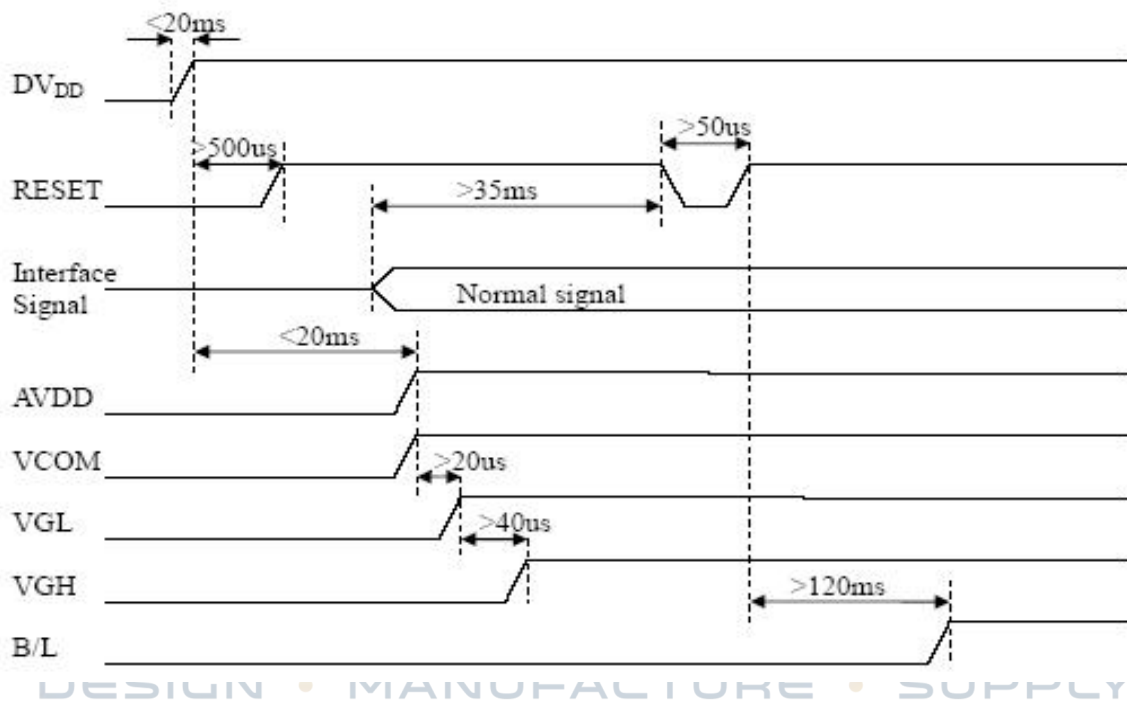 <20ms
DVDD
>500us
>50us
RESET
>35ms
Interface
Signal
Normal signal
<20ms
AVDD
VCOM
>20us
VGL
>40us
VGH
>120ms
B/L
DESIGN • MANUFACTURE • SUPPLY